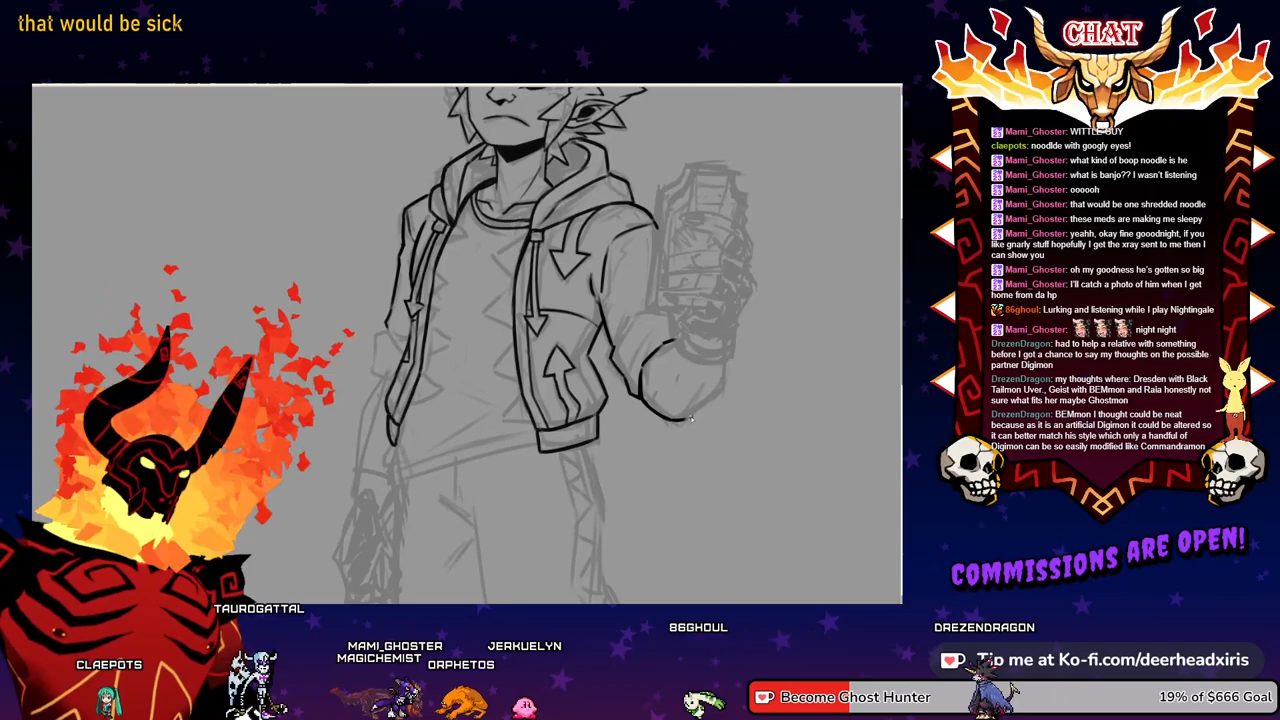 that would be sick
CHAT
Mami_Ghoster: WITTLE GUY
claepots: noodlde with googly eyes!
Mami_Ghoster: what kind of boop noodle is he
Mami_Ghoster: what is banjo?? I wasn't listening
Mami_Ghoster: oooooh
Mami_Ghoster: that would be one shredded noodle
Mami_Ghoster: these meds are making me sleepy
Mami_Ghoster: yeahh, okay fine gooodnight, if you
like gnarly stuff hopefully I get the xray sent to me then I
can show you
Mami_Ghoster: oh my goodness he's gotten so big
Mami_Ghoster: I'll catch a photo of him when I get
home from da hp
86ghoul: Lurking and listening while I play Nightingale
Mami_Ghoster: night night
DrezenDragon: had to help a relative with something
before I got a chance to say my thoughts on the possible
partner Digimon
DrezenDragon: my thoughts where: Dresden with Black
Tailmon Uver., Geist with BEMmon and Raia honestly not
sure what fits her maybe Ghostmon
DrezenDragon: BEMmon I thought could be neat
because as it is an artificial Digimon it could be altered so
it can better match his style which only a handful of
Digimon can be so easily modified like Commandramon
COMMISSIONS ARE OPEN!
TAUROGATTAL
86GHOUL
DREZENDRAGON
MAMI_GHOSTER
JERKUELYN
MAGICHEMIST
ORPHETOS
CLAEPOTS
Tip me at Ko-fi.com/deerheadxiris
Become Ghost Hunter
19% of $666 Goal